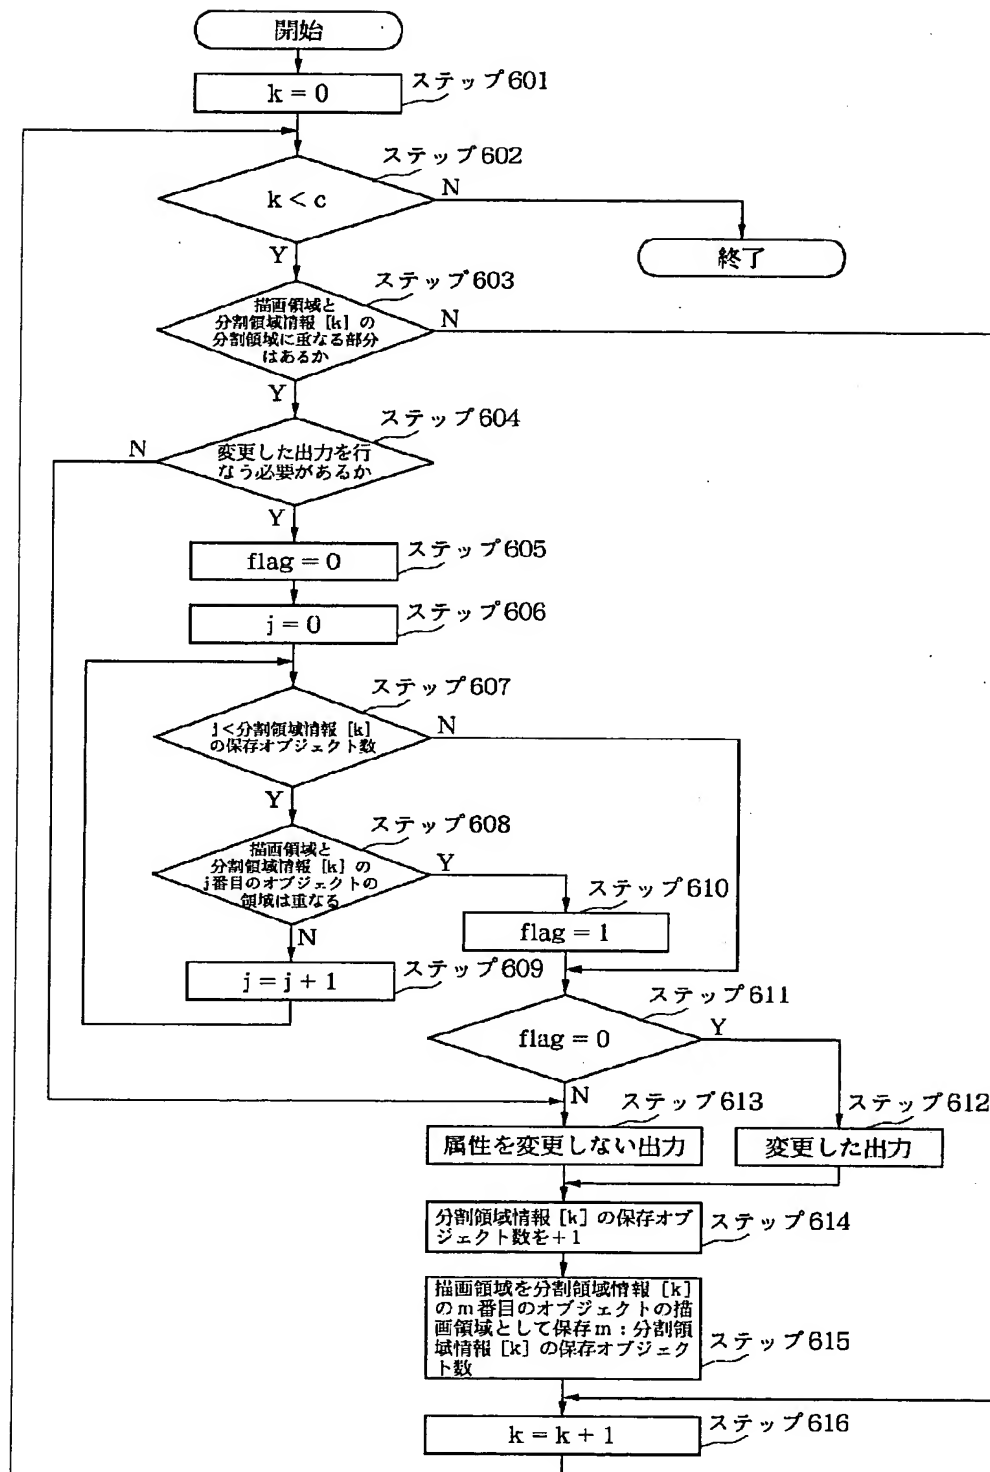 開始
ステップ601
k = 0
ステップ602
k < c
N
Y
終了
ステップ603
描画領域と
分割領域情報 [k] の
分割領域に重なる部分
はあるか
N
Y
ステップ604
変更した出力を行
なう必要があるか
N
Y
ステップ605
flag = 0
ステップ606
j = 0
ステップ607
j<分割領域情報 [k]
の保存オブジェクト数
N
Y
ステップ608
描画領域と
分割領域情報 [k] の
j番目のオブジェクトの
領域は重なる
Y
N
ステップ610
flag = 1
ステップ609
j = j + 1
ステップ611
flag = 0
Y
N
ステップ613
属性を変更しない出力
ステップ612
変更した出力
分割領域情報 [k] の保存オブ
ジェクト数を+1
ステップ614
描画領域を分割領域情報 [k]
のm番目のオブジェクトの描
画領域として保存m:分割領
域情報 [k] の保存オブジェク
ト数
ステップ615
k = k + 1
ステップ616